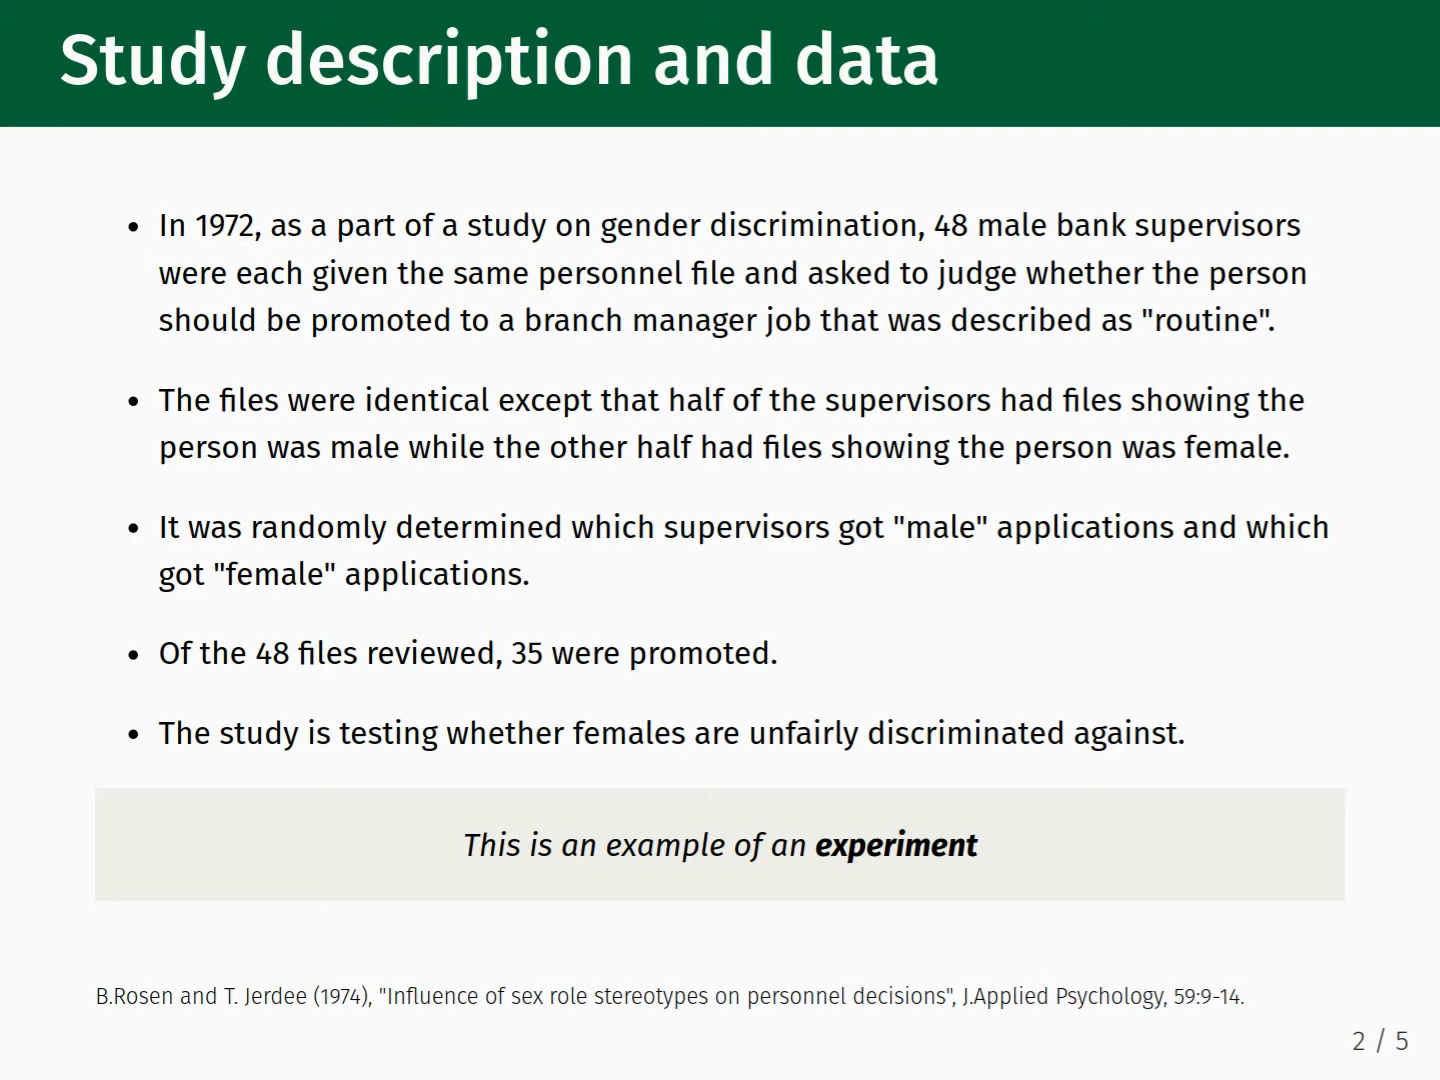 Study description and data
• In 1972, as a part of a study on gender discrimination, 48 male bank supervisors
were each given the same personnel file and asked to judge whether the person
should be promoted to a branch manager job that was described as "routine".
• The files were identical except that half of the supervisors had files showing the
person was male while the other half had files showing the person was female.
• It was randomly determined which supervisors got "male" applications and which
got "female" applications.
• Of the 48 files reviewed, 35 were promoted.
• The study is testing whether females are unfairly discriminated against.
This is an example of an experiment
B.Rosen and T. Jerdee (1974), "Influence of sex role stereotypes on personnel decisions", J.Applied Psychology, 59:9-14.
2 / 5